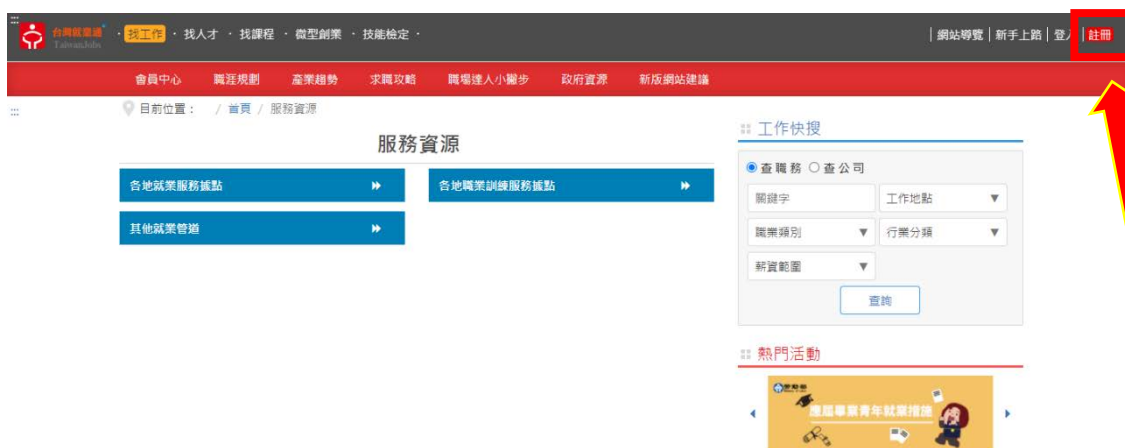 :::
台灣就業通
TaiwanJobs
· 找工作 · 找人才 · 找課程 · 微型創業 · 技能檢定 ·
| 網站導覽 | 新手上路 | 登入 | 註冊
會員中心 職涯規劃 產業趨勢 求職攻略 職場達人小撇步 政府資源 新版網站建議
:::
目前位置： / 首頁 / 服務資源
服務資源
各地就業服務據點
各地職業訓練服務據點
其他就業管道
工作快搜
查職務 查公司
關鍵字 工作地點 ▼
職業類別 ▼ 行業分類 ▼
薪資範圍 ▼
查詢
熱門活動
勞動部
應屆畢業青年就業措施